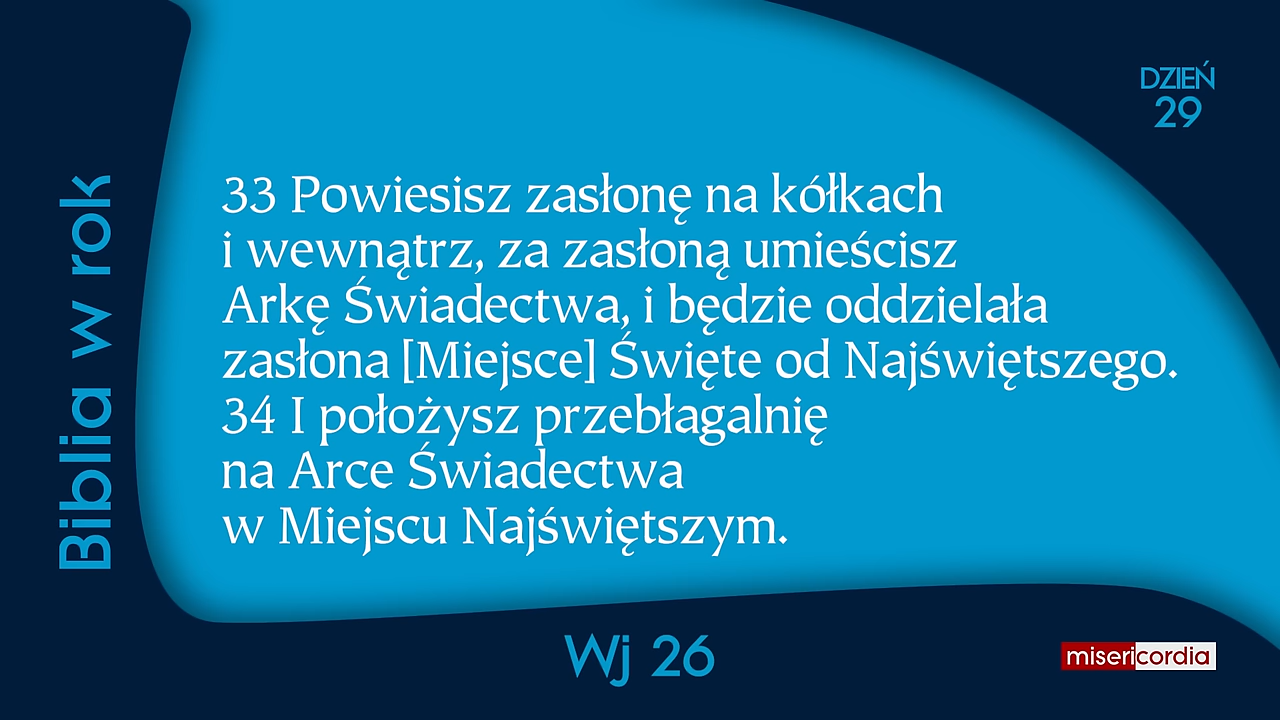 DZIEŃ
29
Biblia w rok
33 Powiesisz zasłonę na kółkach
i wewnątrz, za zasłoną umieścisz
Arkę Świadectwa, i będzie oddzielała
zasłona [Miejsce] Święte od Najświętszego.
34 I położysz przebłagalnię
na Arce Świadectwa
w Miejscu Najświętszym.
Wj 26
misericordia